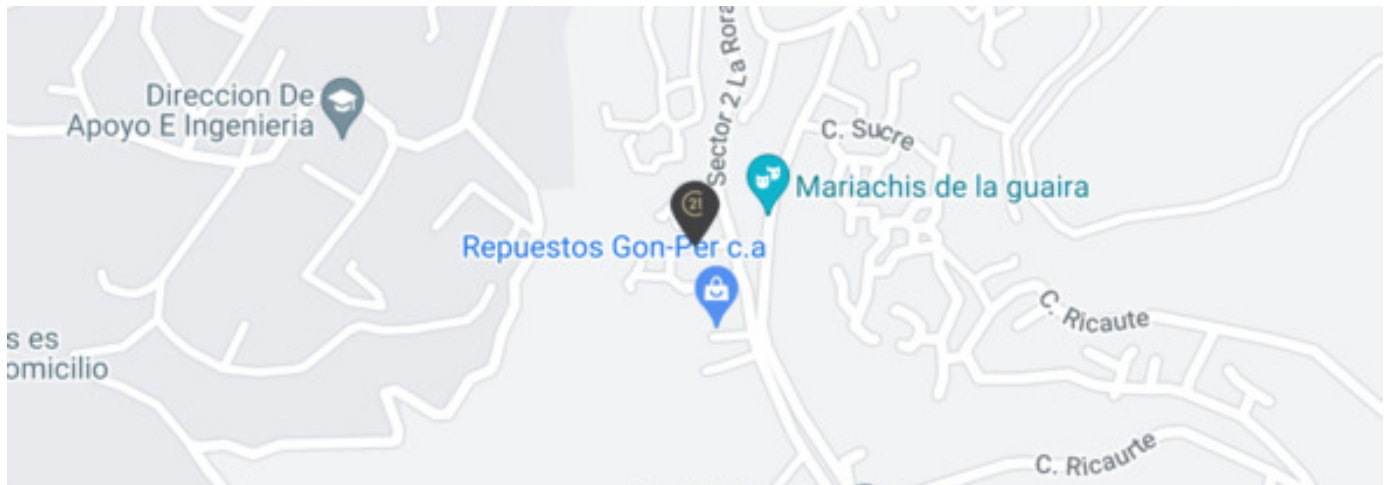 Direccion De
Apoyo E Ingenieria
Sector 2 La Rora
C. Sucre
21
Mariachis de la guaira
Repuestos Gon-Per c.a
C. Ricaute
s es
omicilio
C. Ricaurte